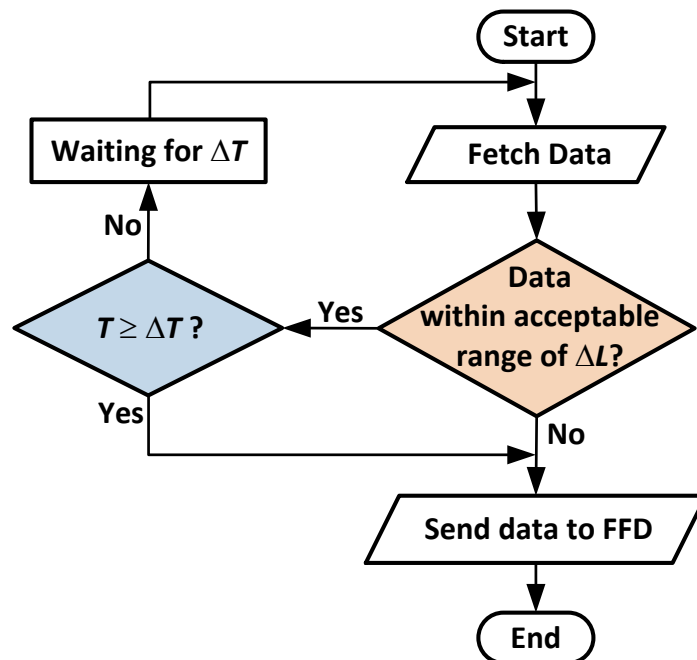 Start
Waiting for ΔT
Fetch Data
No
Data
within acceptable
range of ΔL?
Yes
T ≥ ΔT ?
Yes
No
Send data to FFD
End